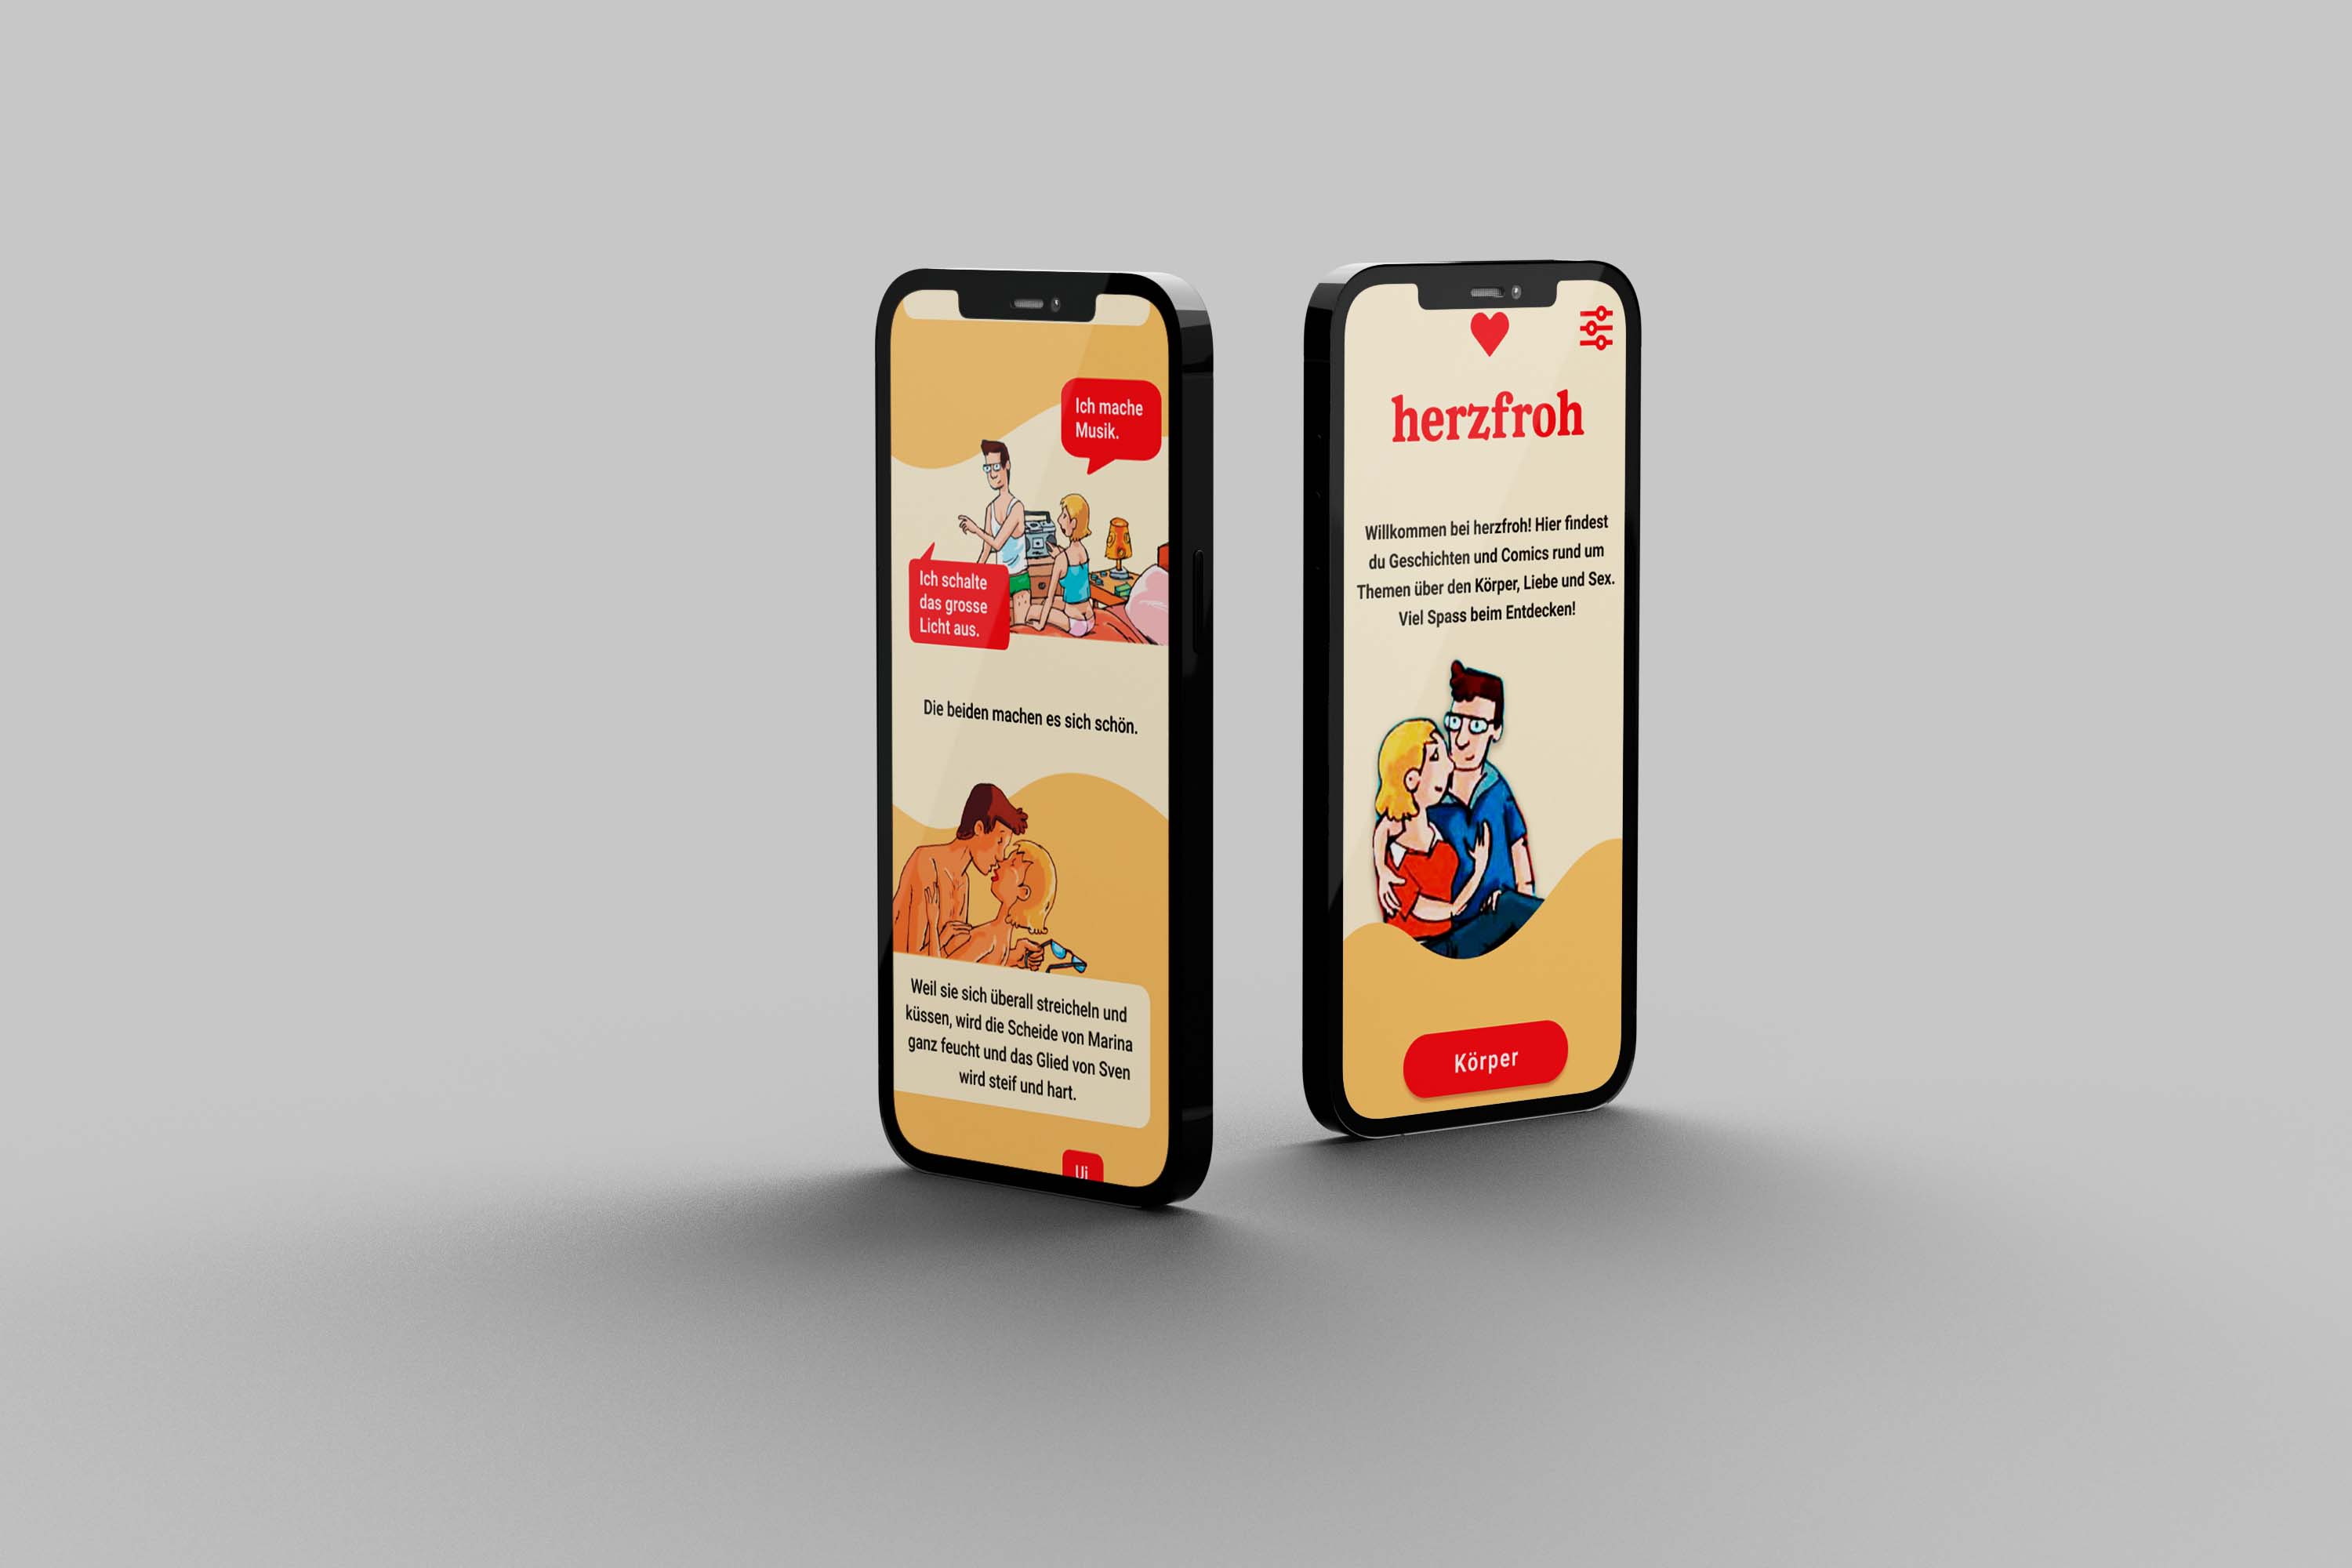 Ich mache
Musik.
Ich schalte
das grosse
Licht aus.
Die beiden machen es sich schön.
Weil sie sich überall streicheln und
küssen, wird die Scheide von Marina
ganz feucht und das Glied von Sven
wird steif und hart.
Ui
herzfroh
Willkommen bei herzfroh! Hier findest
du Geschichten und Comics rund um
Themen über den Körper, Liebe und Sex.
Viel Spass beim Entdecken!
Körper